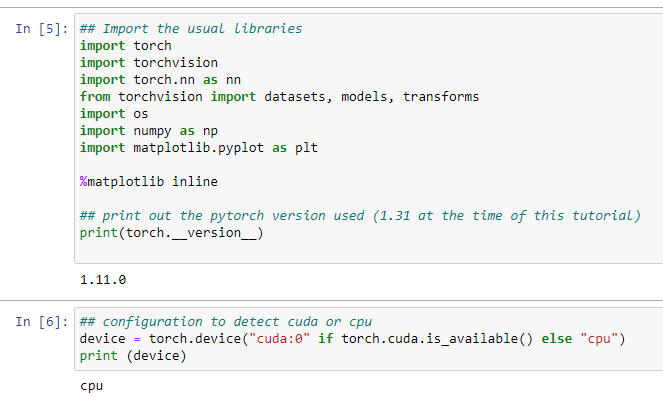 In [5]: ## Import the usual libraries
import torch
import torchvision
import torch.nn as nn
from torchvision import datasets, models, transforms
import os
import numpy as np
import matplotlib.pyplot as plt
%matplotlib inline
## print out the pytorch version used (1.31 at the time of this tutorial)
print(torch.__version__)
1.11.0
In [6]: ## configuration to detect cuda or cpu
device = torch.device("cuda:0" if torch.cuda.is_available() else "cpu")
print (device)
cpu